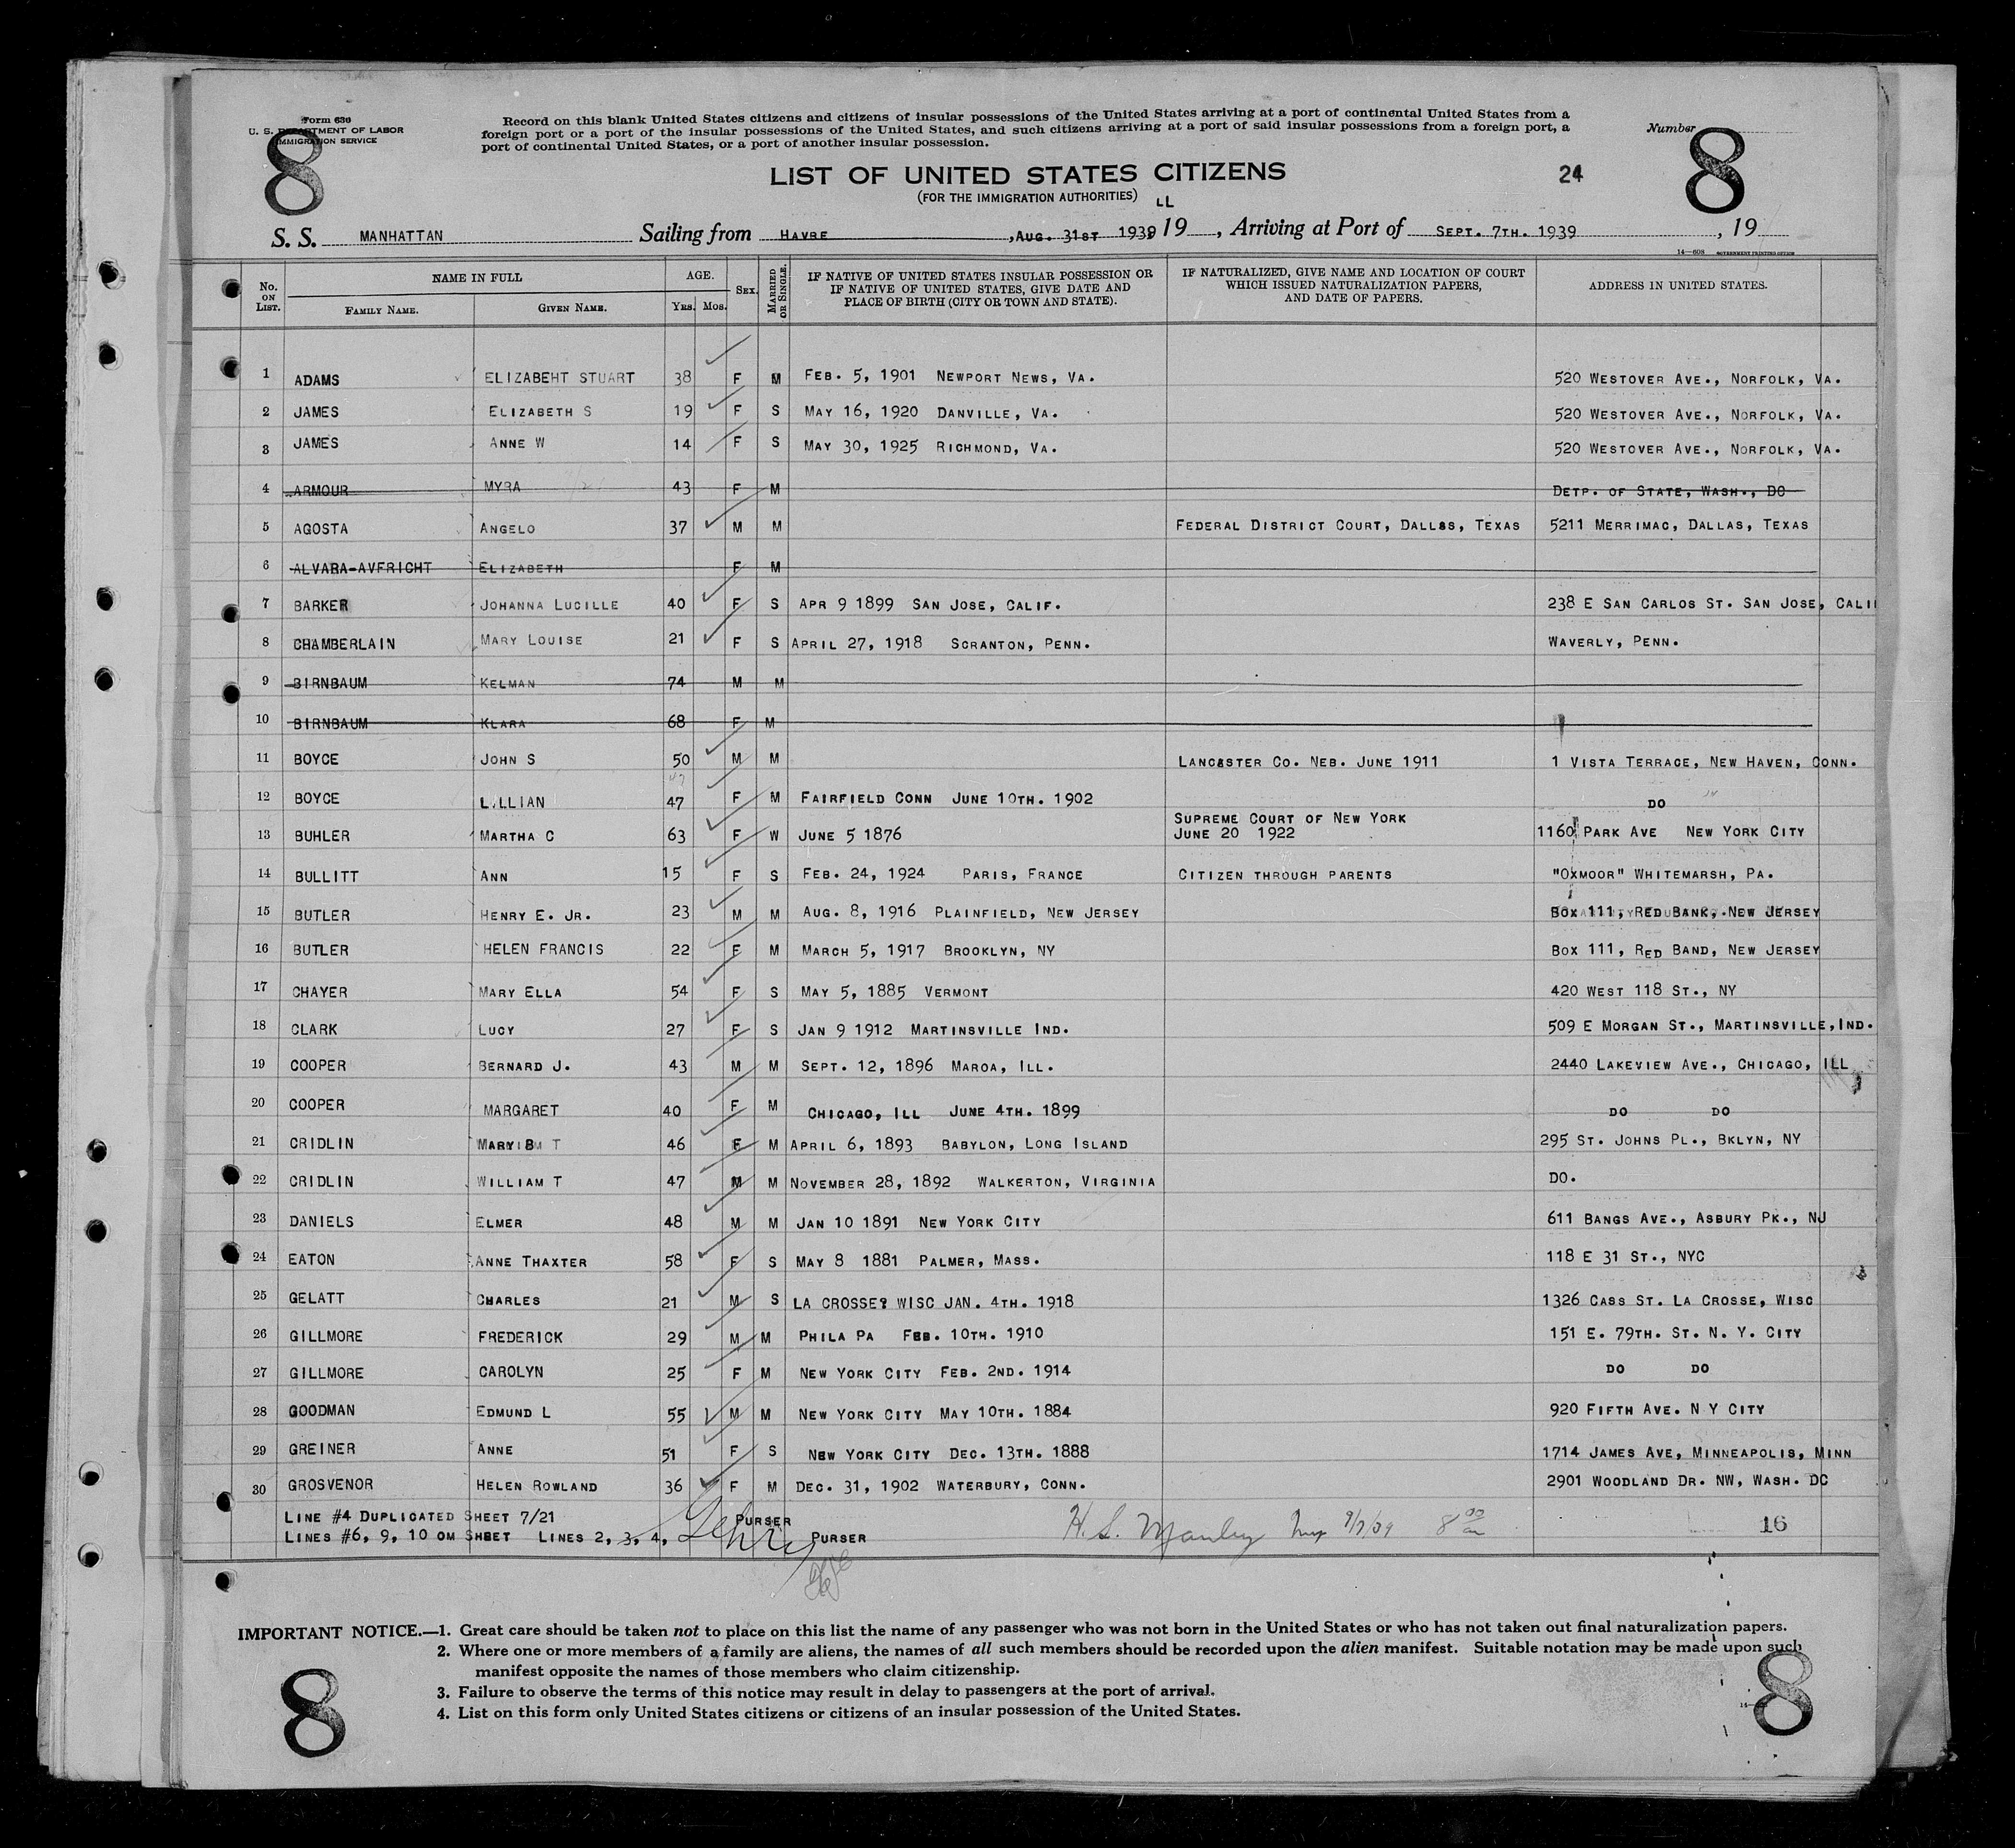 Form 630
U. S. DEPARTMENT OF LABOR
IMMIGRATION SERVICE
8
Record on this blank United States citizens and citizens of insular possessions of the United States arriving at a port of continental United States from a
foreign port or a port of the insular possessions of the United States, and such citizens arriving at a port of said insular possessions from a foreign port, a
port of continental United States, or a port of another insular possession.
Number
8
LIST OF UNITED STATES CITIZENS
24
(FOR THE IMMIGRATION AUTHORITIES)
LL
S. S. MANHATTAN Sailing from HAVRE, AUG. 31ST 1939 19 , Arriving at Port of SEPT. 7TH. 1939 , 19
14—608 GOVERNMENT PRINTING OFFICE
No. ON LIST. NAME IN FULL FAMILY NAME. GIVEN NAME. AGE. YRS. MOS. SEX. MARRIED OR SINGLE. IF NATIVE OF UNITED STATES INSULAR POSSESSION OR IF NATIVE OF UNITED STATES, GIVE DATE AND PLACE OF BIRTH (CITY OR TOWN AND STATE). IF NATURALIZED, GIVE NAME AND LOCATION OF COURT WHICH ISSUED NATURALIZATION PAPERS, AND DATE OF PAPERS. ADDRESS IN UNITED STATES.
1 ADAMS ELIZABEHT STUART 38 F M FEB. 5, 1901 NEWPORT NEWS, VA. 520 WESTOVER AVE., NORFOLK, VA.
2 JAMES ELIZABETH S 19 F S MAY 16, 1920 DANVILLE, VA. 520 WESTOVER AVE., NORFOLK, VA.
3 JAMES ANNE W 14 F S MAY 30, 1925 RICHMOND, VA. 520 WESTOVER AVE., NORFOLK, VA.
4 ARMOUR MYRA 43 F M DETP. OF STATE, WASH., DC
5 AGOSTA ANGELO 37 M M FEDERAL DISTRICT COURT, DALLAS, TEXAS 5211 MERRIMAC, DALLAS, TEXAS
6 ALVARA-AVFRICHT ELIZABETH F M
7 BARKER JOHANNA LUCILLE 40 F S APR 9 1899 SAN JOSE, CALIF. 238 E SAN CARLOS ST. SAN JOSE, CALI
8 CHAMBERLAIN MARY LOUISE 21 F S APRIL 27, 1918 SCRANTON, PENN. WAVERLY, PENN.
9 BIRNBAUM KELMAN 74 M M
10 BIRNBAUM KLARA 68 F M
11 BOYCE JOHN S 50 M M LANCASTER CO. NEB. JUNE 1911 1 VISTA TERRACE, NEW HAVEN, CONN.
12 BOYCE LILLIAN 47 F M FAIRFIELD CONN JUNE 10TH. 1902 DO
13 BUHLER MARTHA C 63 F W JUNE 5 1876 SUPREME COURT OF NEW YORK JUNE 20 1922 1160 PARK AVE NEW YORK CITY
14 BULLITT ANN 15 F S FEB. 24, 1924 PARIS, FRANCE CITIZEN THROUGH PARENTS "OXMOOR" WHITEMARSH, PA.
15 BUTLER HENRY E. JR. 23 M M AUG. 8, 1916 PLAINFIELD, NEW JERSEY BOX 111, RED BANK, NEW JERSEY
16 BUTLER HELEN FRANCIS 22 F M MARCH 5, 1917 BROOKLYN, NY BOX 111, RED BAND, NEW JERSEY
17 CHAYER MARY ELLA 54 F S MAY 5, 1885 VERMONT 420 WEST 118 ST., NY
18 CLARK LUCY 27 F S JAN 9 1912 MARTINSVILLE IND. 509 E MORGAN ST., MARTINSVILLE, IND.
19 COOPER BERNARD J. 43 M M SEPT. 12, 1896 MAROA, ILL. 2440 LAKEVIEW AVE., CHICAGO, ILL
20 COOPER MARGARET 40 F M CHICAGO, ILL JUNE 4TH. 1899 DO DO
21 CRIDLIN MARY B 46 F M APRIL 6, 1893 BABYLON, LONG ISLAND 295 ST. JOHNS PL., BKLYN, NY
22 CRIDLIN WILLIAM T 47 M M NOVEMBER 28, 1892 WALKERTON, VIRGINIA DO.
23 DANIELS ELMER 48 M M JAN 10 1891 NEW YORK CITY 611 BANGS AVE., ASBURY PK., NJ
24 EATON ANNE THAXTER 58 F S MAY 8 1881 PALMER, MASS. 118 E 31 ST., NYC
25 GELATT CHARLES 21 M S LA CROSSE? WISC JAN. 4TH. 1918 1326 CASS ST. LA CROSSE, WISC
26 GILLMORE FREDERICK 29 M M PHILA PA FEB. 10TH. 1910 151 E. 79TH. ST. N. Y. CITY
27 GILLMORE CAROLYN 25 F M NEW YORK CITY FEB. 2ND. 1914 DO DO
28 GOODMAN EDMUND L 55 M M NEW YORK CITY MAY 10TH. 1884 920 FIFTH AVE. N Y CITY
29 GREINER ANNE 51 F S NEW YORK CITY DEC. 13TH. 1888 1714 JAMES AVE, MINNEAPOLIS, MINN
30 GROSVENOR HELEN ROWLAND 36 F M DEC. 31, 1902 WATERBURY, CONN. 2901 WOODLAND DR. NW, WASH. DC
LINE #4 DUPLICATED SHEET 7/21 PURSER
LINES #6, 9, 10 OM SHEET LINES 2, 3, 4, PURSER H. S. Manley Insp 9/7/39 8 00 16
IMPORTANT NOTICE.—1. Great care should be taken not to place on this list the name of any passenger who was not born in the United States or who has not taken out final naturalization papers.
2. Where one or more members of a family are aliens, the names of all such members should be recorded upon the alien manifest. Suitable notation may be made upon such
manifest opposite the names of those members who claim citizenship.
3. Failure to observe the terms of this notice may result in delay to passengers at the port of arrival.
4. List on this form only United States citizens or citizens of an insular possession of the United States.
8
8